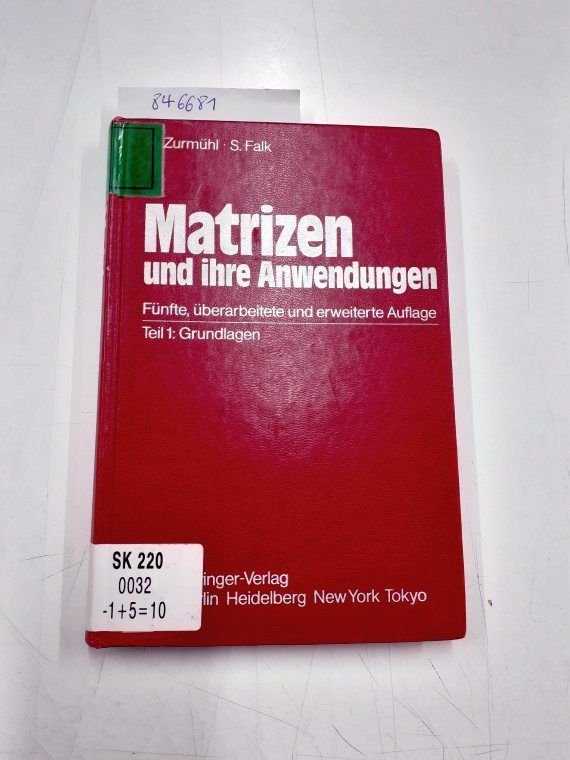 846681
Zurmühl · S. Falk
Matrizen
und ihre Anwendungen
Fünfte, überarbeitete und erweiterte Auflage
Teil 1: Grundlagen
SK 220
0032
-1+5=10
ringer-Verlag
rlin Heidelberg New York Tokyo